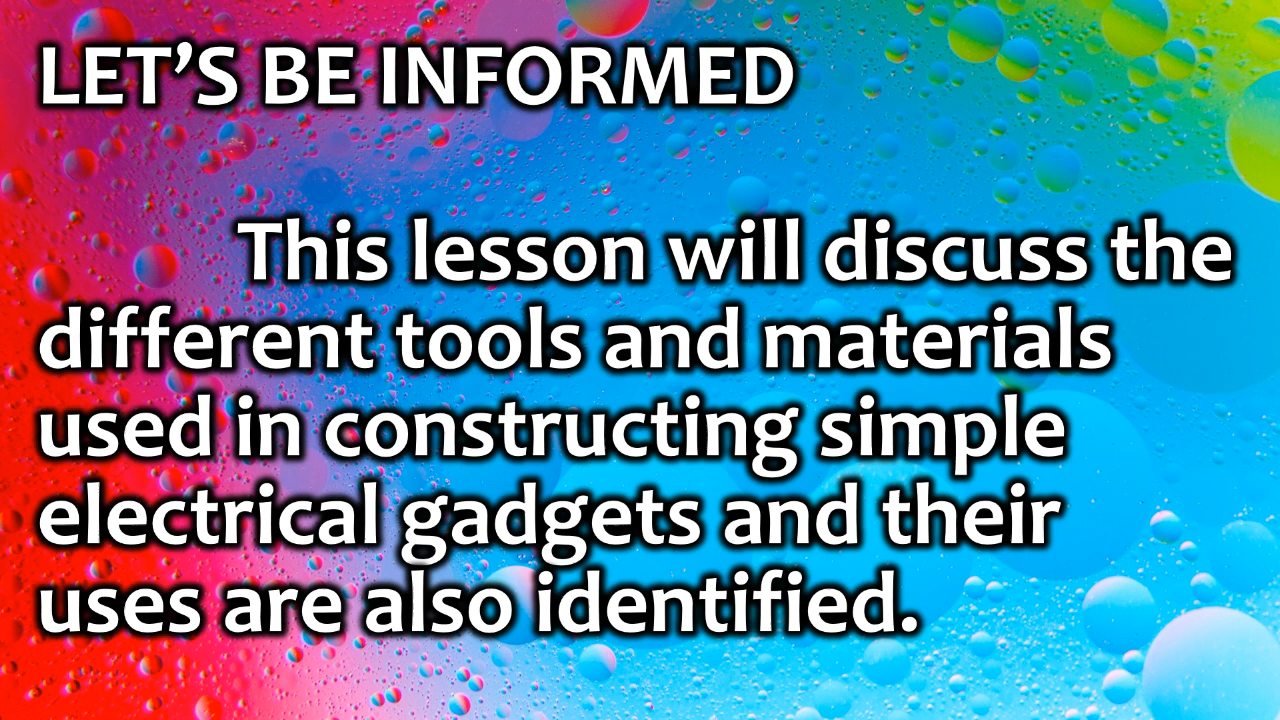 LET’S BE INFORMED
This lesson will discuss the
different tools and materials
used in constructing simple
electrical gadgets and their
uses are also identified.